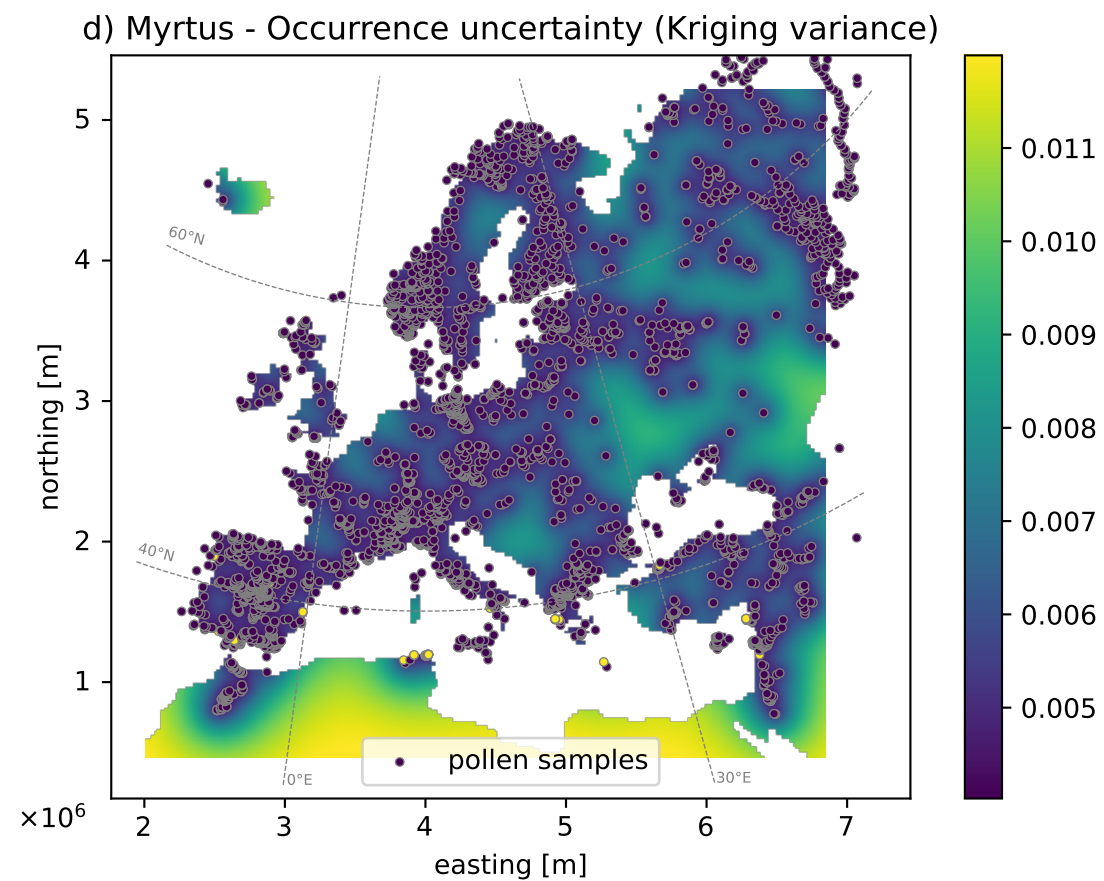 d) Myrtus - Occurrence uncertainty (Kriging variance)
5
4
3
2
1
northing [m]
×10⁶
2 3 4 5 6 7
easting [m]
60°N
40°N
0°E
30°E
pollen samples
0.011
0.010
0.009
0.008
0.007
0.006
0.005